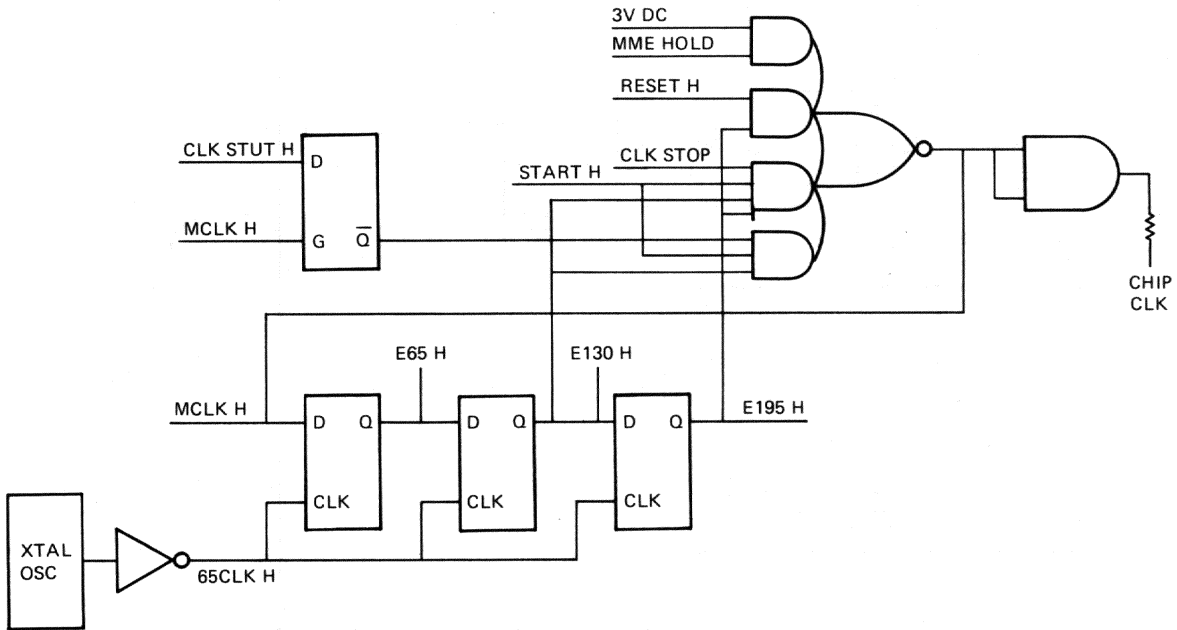 3V DC
MME HOLD
RESET H
CLK STUT H
D
CLK STOP
START H
MCLK H
G
Q̅
CHIP
CLK
E65 H
E130 H
MCLK H
D
Q
D
Q
D
Q
E195 H
CLK
CLK
CLK
XTAL
OSC
65CLK H